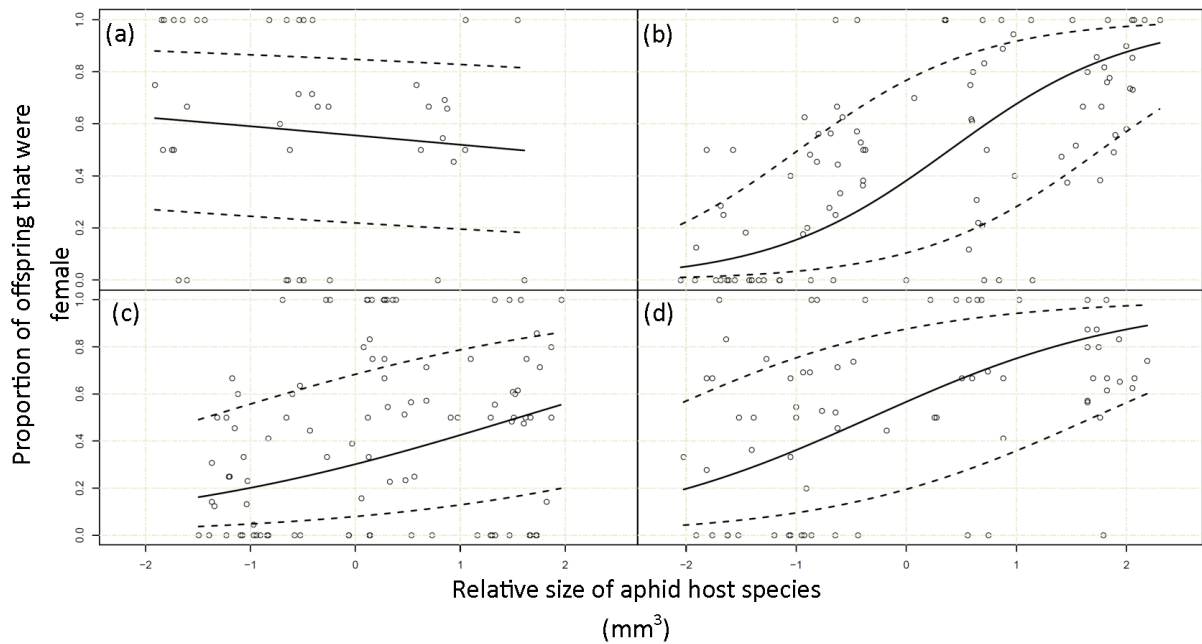 Proportion of offspring that were
female
1.0
0.8
0.6
0.4
0.2
0.0
(a)
(b)
1.0
0.8
0.6
0.4
0.2
0.0
(c)
(d)
−2 −1 0 1 2
−2 −1 0 1 2
Relative size of aphid host species
(mm³)